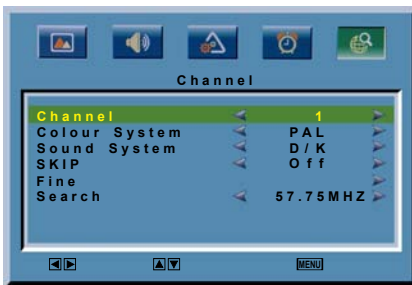 Channel
Channel 1
Colour System PAL
Sound System D/K
SKIP Off
Fine
Search 57.75MHZ
MENU